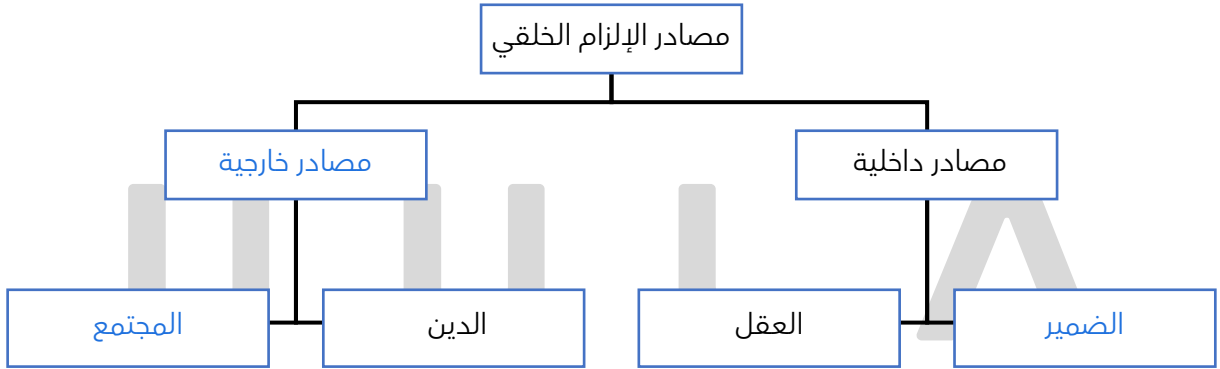 مصادر الإلزام الخلقي
مصادر داخلية
مصادر خارجية
الضمير
العقل
الدين
المجتمع